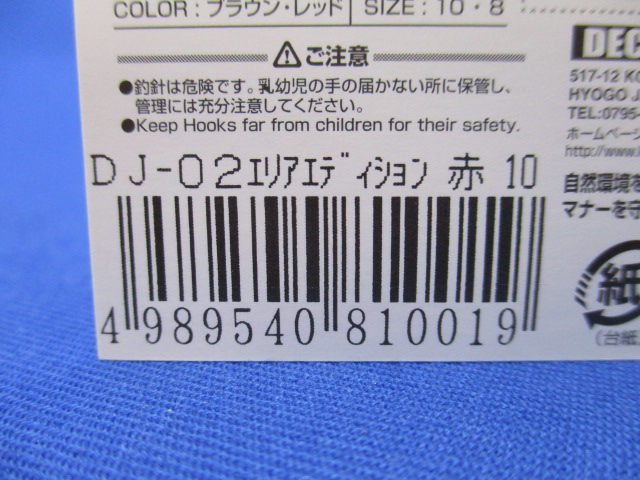 COLOR：ブラウン・レッド SIZE：10・8
⚠ご注意
●釣針は危険です。乳幼児の手の届かない所に保管し、
管理には充分注意してください。
●Keep Hooks far from children for their safety.
DJ-02ｴﾘｱｴﾃﾞｨｼｮﾝ 赤 10
4 989540 810019
DEC
517-12
HYOGO
TEL:0795-
ホームページ
http://www.
自然環境を
マナーを守
紙
(台紙